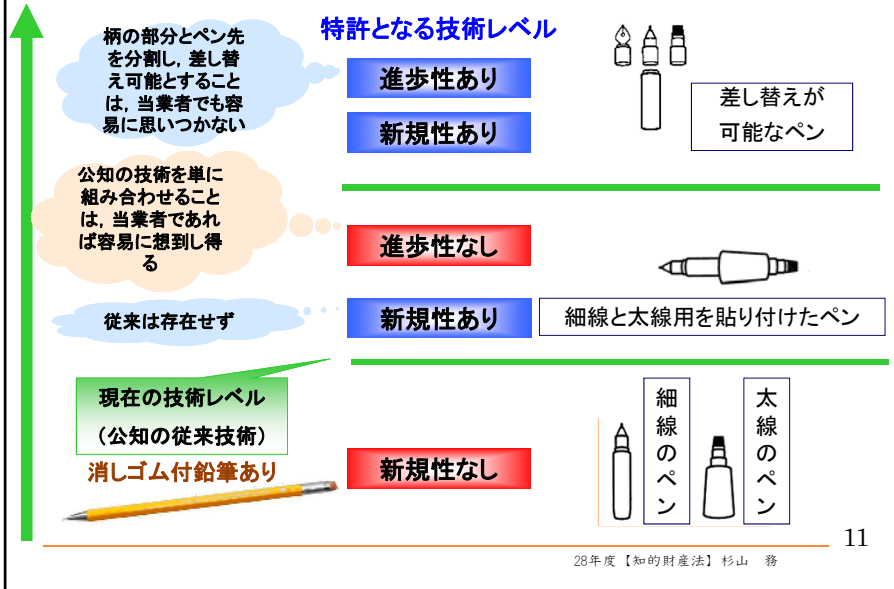 特許となる技術レベル
柄の部分とペン先
を分割し，差し替
え可能とすること
は，当業者でも容
易に思いつかない
進歩性あり
新規性あり
差し替えが
可能なペン
公知の技術を単に
組み合わせること
は，当業者であれ
ば容易に想到し得
る
進歩性なし
従来は存在せず
新規性あり
細線と太線用を貼り付けたペン
現在の技術レベル
（公知の従来技術）
消しゴム付鉛筆あり
新規性なし
細線のペン
太線のペン
11
28年度【知的財産法】杉山　務